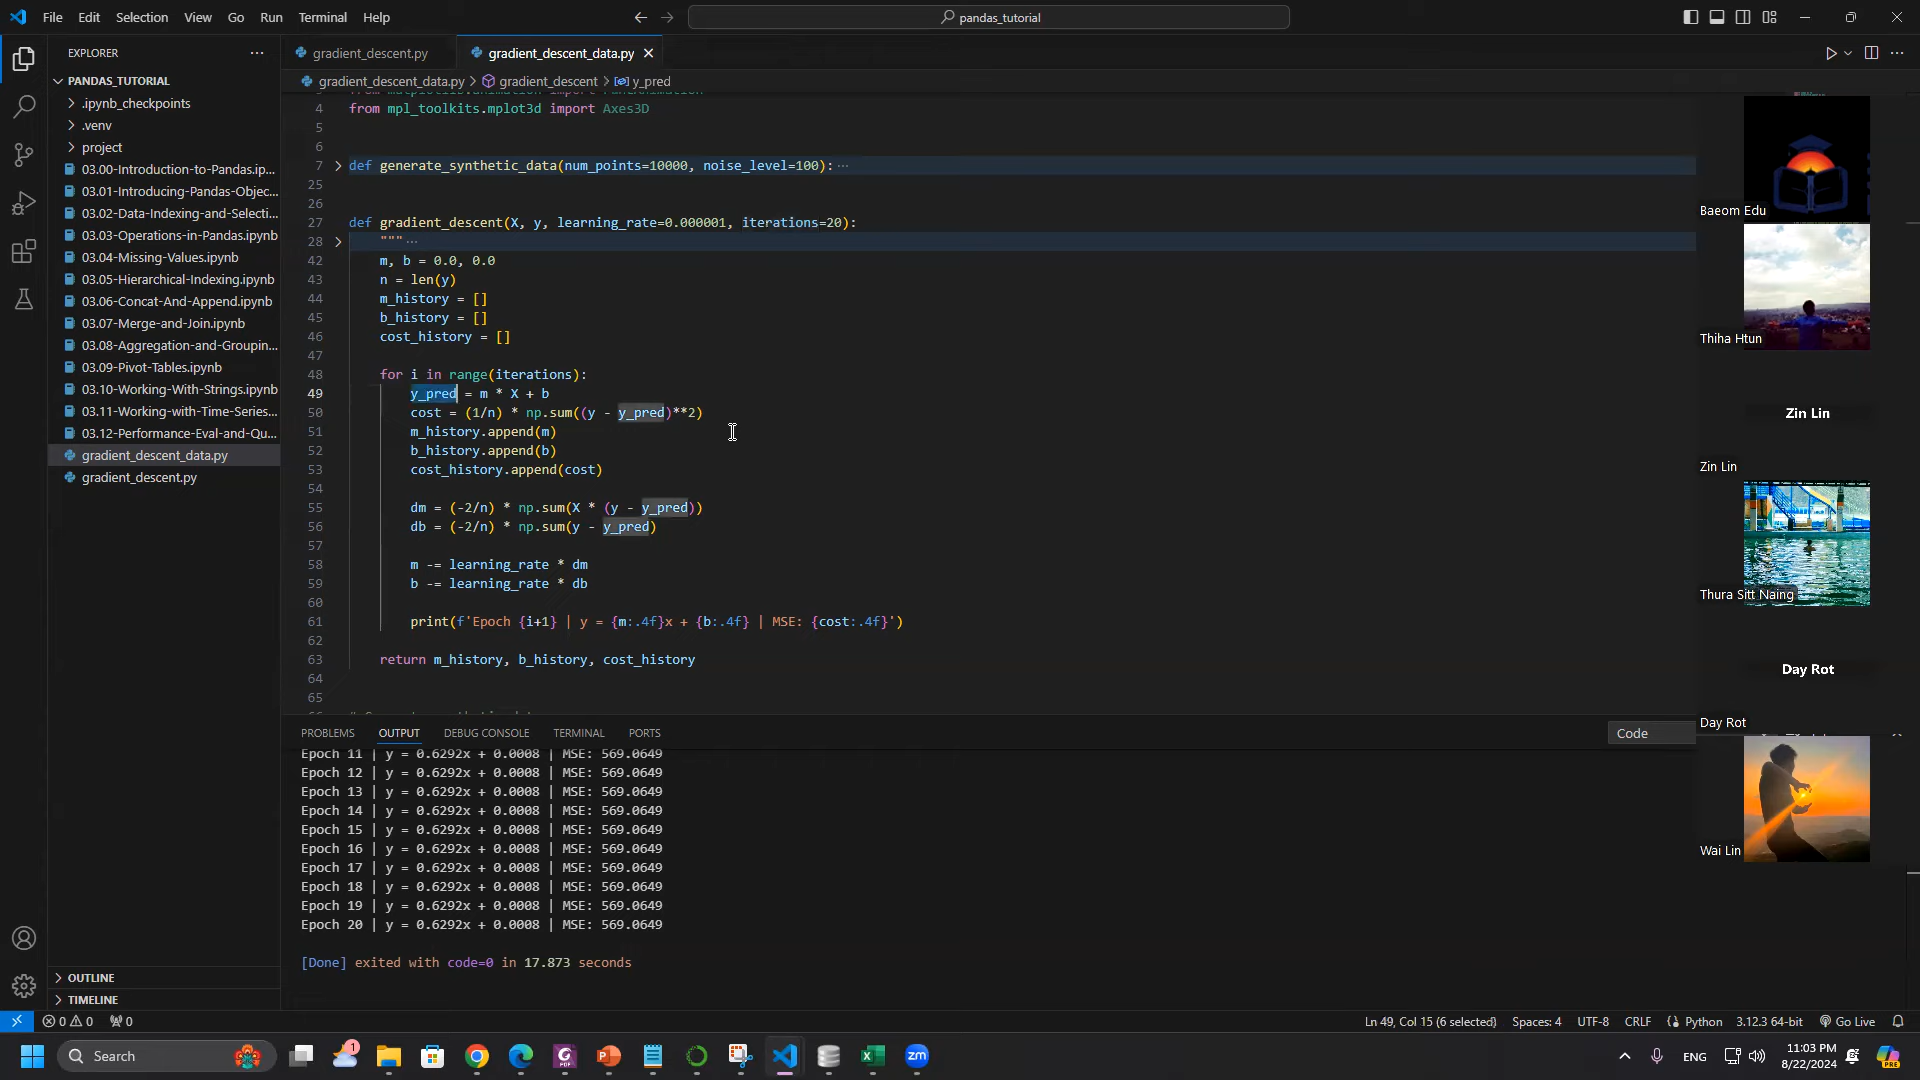 File Edit Selection View Go Run Terminal Help
pandas_tutorial
EXPLORER
PANDAS_TUTORIAL
.ipynb_checkpoints
.venv
project
03.00-Introduction-to-Pandas.ip...
03.01-Introducing-Pandas-Objec...
03.02-Data-Indexing-and-Selecti...
03.03-Operations-in-Pandas.ipynb
03.04-Missing-Values.ipynb
03.05-Hierarchical-Indexing.ipynb
03.06-Concat-And-Append.ipynb
03.07-Merge-and-Join.ipynb
03.08-Aggregation-and-Groupin...
03.09-Pivot-Tables.ipynb
03.10-Working-With-Strings.ipynb
03.11-Working-with-Time-Series...
03.12-Performance-Eval-and-Qu...
gradient_descent_data.py
gradient_descent.py
OUTLINE
TIMELINE
gradient_descent.py gradient_descent_data.py
gradient_descent_data.py > gradient_descent > y_pred
4 from mpl_toolkits.mplot3d import Axes3D
5
6
7 def generate_synthetic_data(num_points=10000, noise_level=100): ...
25
26
27 def gradient_descent(X, y, learning_rate=0.000001, iterations=20):
28 """ ...
42 m, b = 0.0, 0.0
43 n = len(y)
44 m_history = []
45 b_history = []
46 cost_history = []
47
48 for i in range(iterations):
49 y_pred = m * X + b
50 cost = (1/n) * np.sum((y - y_pred)**2)
51 m_history.append(m)
52 b_history.append(b)
53 cost_history.append(cost)
54
55 dm = (-2/n) * np.sum(X * (y - y_pred))
56 db = (-2/n) * np.sum(y - y_pred)
57
58 m -= learning_rate * dm
59 b -= learning_rate * db
60
61 print(f'Epoch {i+1} | y = {m:.4f}x + {b:.4f} | MSE: {cost:.4f}')
62
63 return m_history, b_history, cost_history
64
65
PROBLEMS OUTPUT DEBUG CONSOLE TERMINAL PORTS
Code
Epoch 11 | y = 0.6292x + 0.0008 | MSE: 569.0649
Epoch 12 | y = 0.6292x + 0.0008 | MSE: 569.0649
Epoch 13 | y = 0.6292x + 0.0008 | MSE: 569.0649
Epoch 14 | y = 0.6292x + 0.0008 | MSE: 569.0649
Epoch 15 | y = 0.6292x + 0.0008 | MSE: 569.0649
Epoch 16 | y = 0.6292x + 0.0008 | MSE: 569.0649
Epoch 17 | y = 0.6292x + 0.0008 | MSE: 569.0649
Epoch 18 | y = 0.6292x + 0.0008 | MSE: 569.0649
Epoch 19 | y = 0.6292x + 0.0008 | MSE: 569.0649
Epoch 20 | y = 0.6292x + 0.0008 | MSE: 569.0649
[Done] exited with code=0 in 17.873 seconds
Baeom Edu
Thiha Htun
Zin Lin
Zin Lin
Thura Sitt Naing
Day Rot
Day Rot
Wai Lin
0 0 0
Ln 49, Col 15 (6 selected) Spaces: 4 UTF-8 CRLF Python 3.12.3 64-bit Go Live
Search
1
zm
ENG
11:03 PM
8/22/2024
PRE